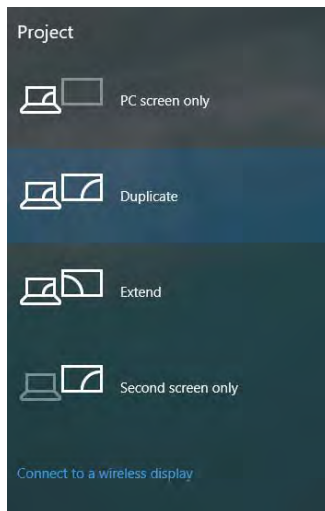 Project
PC screen only
Duplicate
Extend
Second screen only
Connect to a wireless display